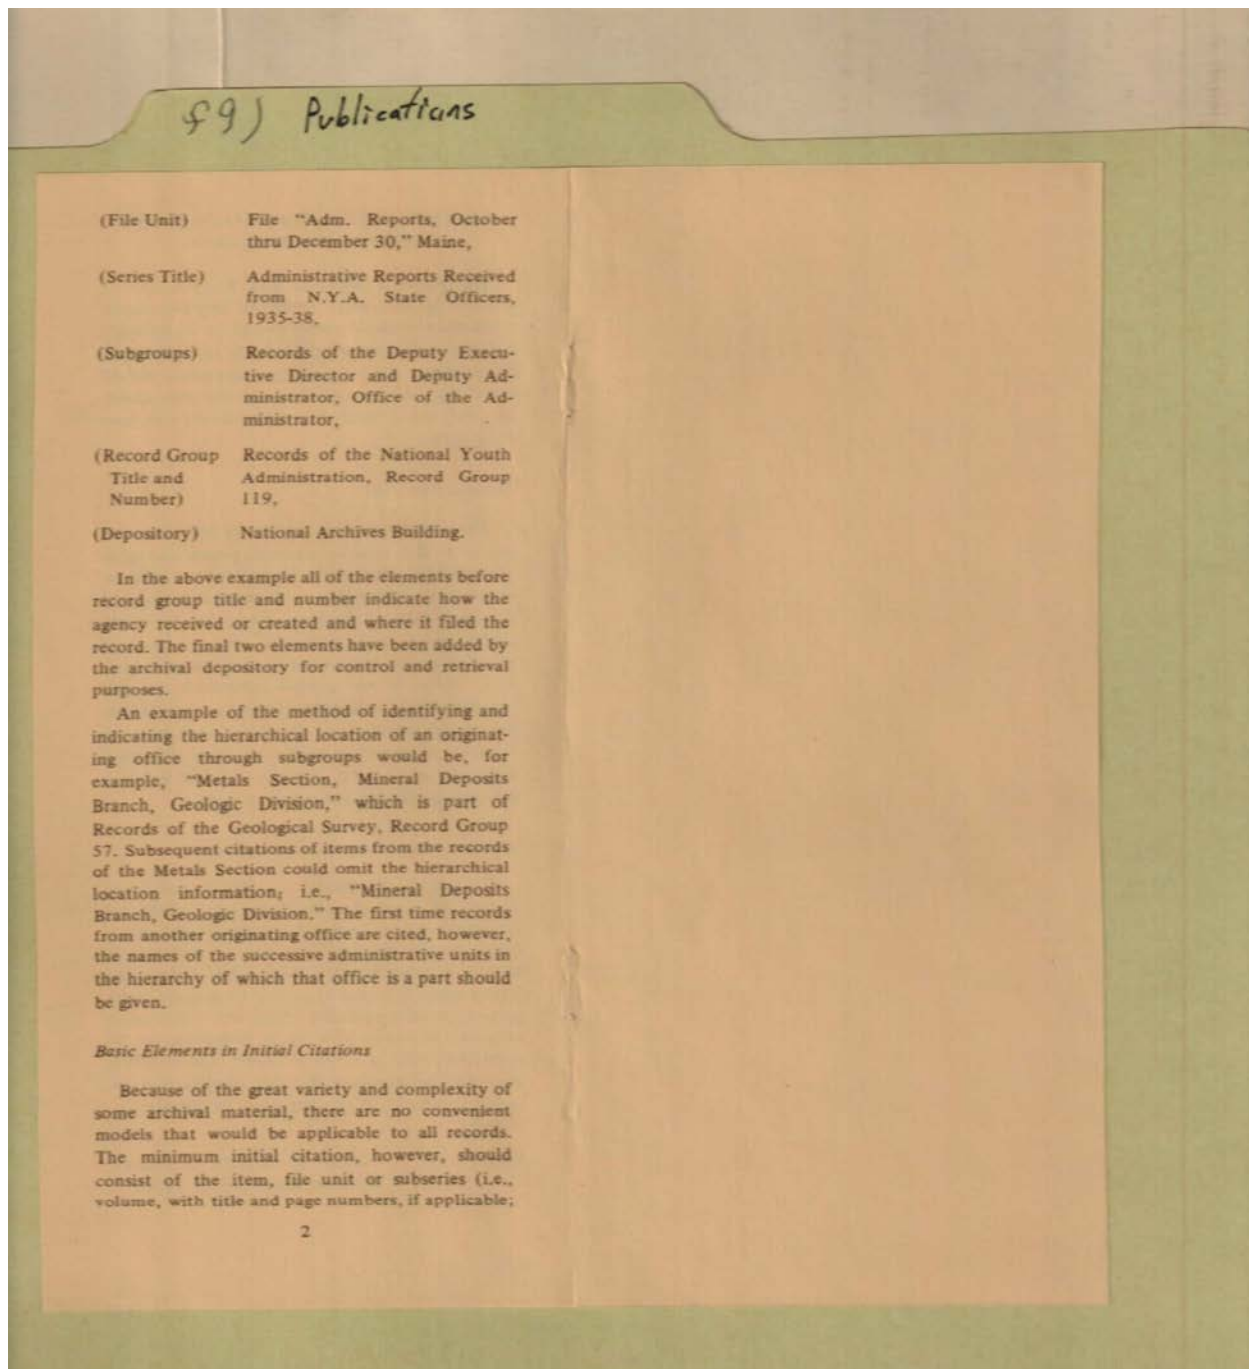 f9) Publications
(File Unit) File "Adm. Reports, October
thru December 30," Maine,
(Series Title) Administrative Reports Received
from N.Y.A. State Officers,
1935-38,
(Subgroups) Records of the Deputy Execu-
tive Director and Deputy Ad-
ministrator, Office of the Ad-
ministrator,
(Record Group Records of the National Youth
Title and Administration, Record Group
Number) 119,
(Depository) National Archives Building.
In the above example all of the elements before
record group title and number indicate how the
agency received or created and where it filed the
record. The final two elements have been added by
the archival depository for control and retrieval
purposes.
An example of the method of identifying and
indicating the hierarchical location of an originat-
ing office through subgroups would be, for
example, "Metals Section, Mineral Deposits
Branch, Geologic Division," which is part of
Records of the Geological Survey, Record Group
57. Subsequent citations of items from the records
of the Metals Section could omit the hierarchical
location information; i.e., "Mineral Deposits
Branch, Geologic Division." The first time records
from another originating office are cited, however,
the names of the successive administrative units in
the hierarchy of which that office is a part should
be given.
Basic Elements in Initial Citations
Because of the great variety and complexity of
some archival material, there are no convenient
models that would be applicable to all records.
The minimum initial citation, however, should
consist of the item, file unit or subseries (i.e.,
volume, with title and page numbers, if applicable;
2